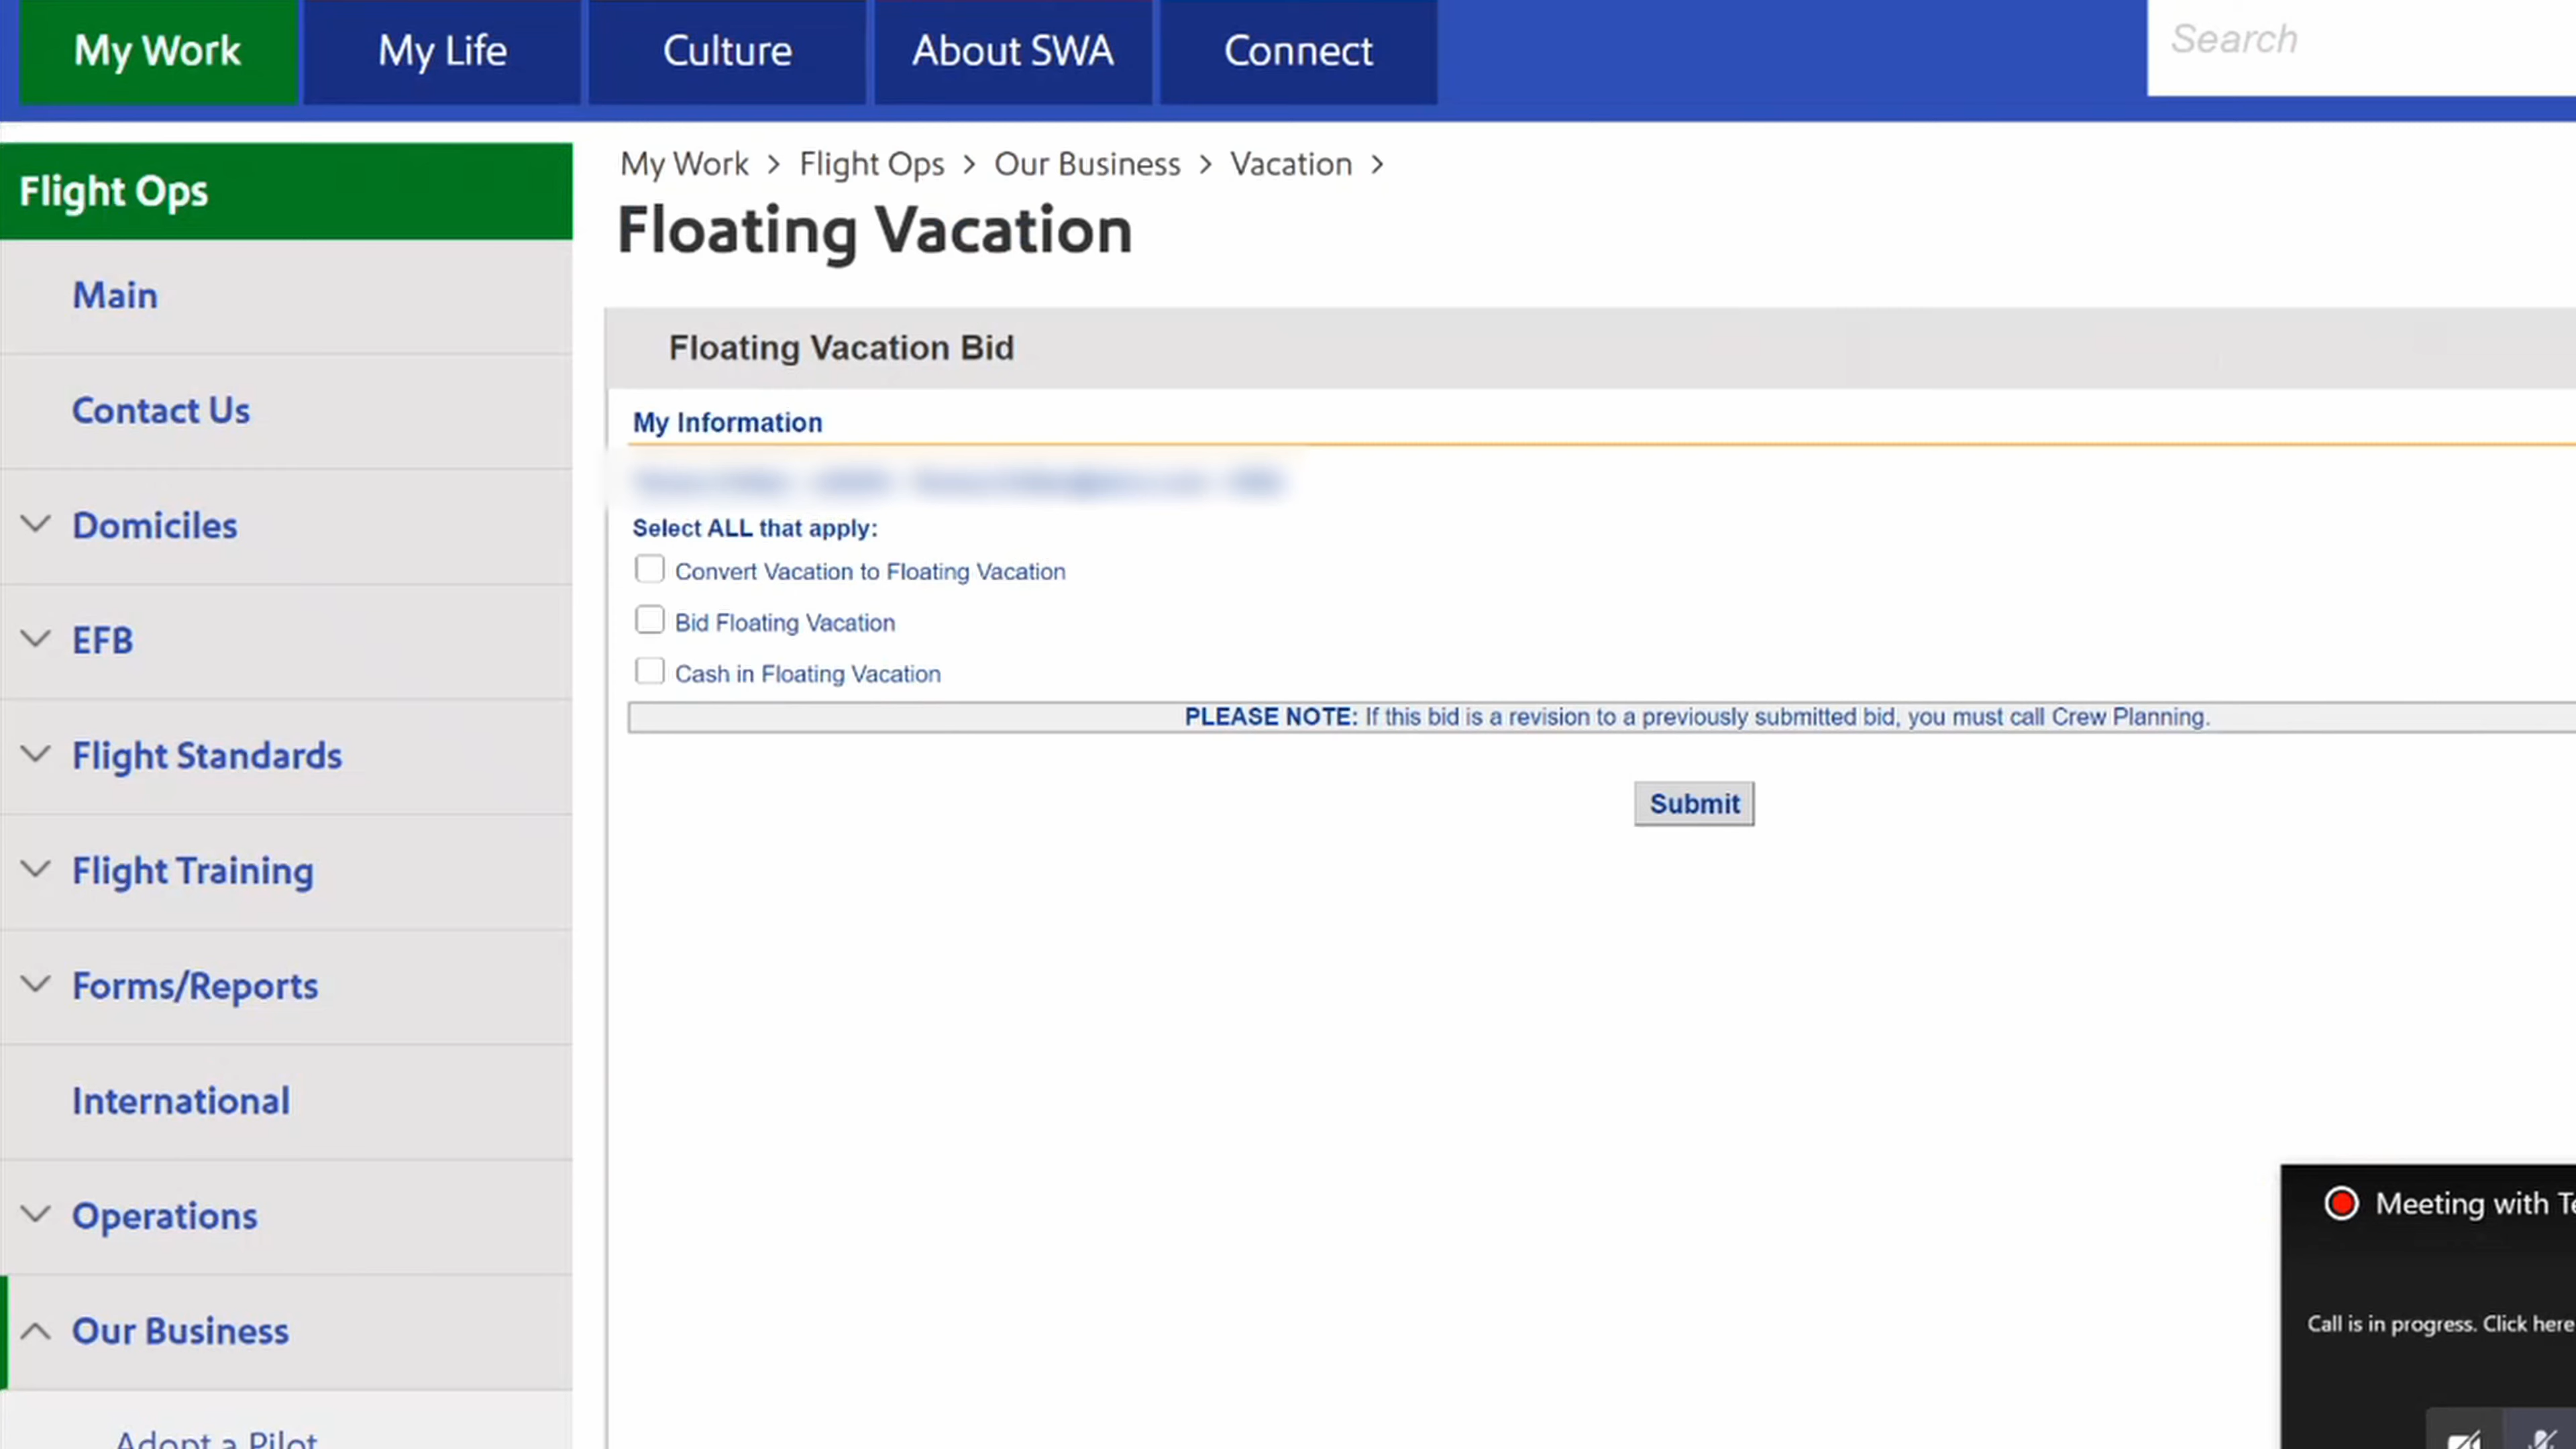 My Work
My Life
Culture
About SWA
Connect
Search
Flight Ops
Main
Contact Us
Domiciles
EFB
Flight Standards
Flight Training
Forms/Reports
International
Operations
Our Business
Adopt a Pilot
My Work > Flight Ops > Our Business > Vacation >
Floating Vacation
Floating Vacation Bid
My Information
Select ALL that apply:
Convert Vacation to Floating Vacation
Bid Floating Vacation
Cash in Floating Vacation
PLEASE NOTE: If this bid is a revision to a previously submitted bid, you must call Crew Planning.
Submit
Meeting with
Call is in progress. Click here